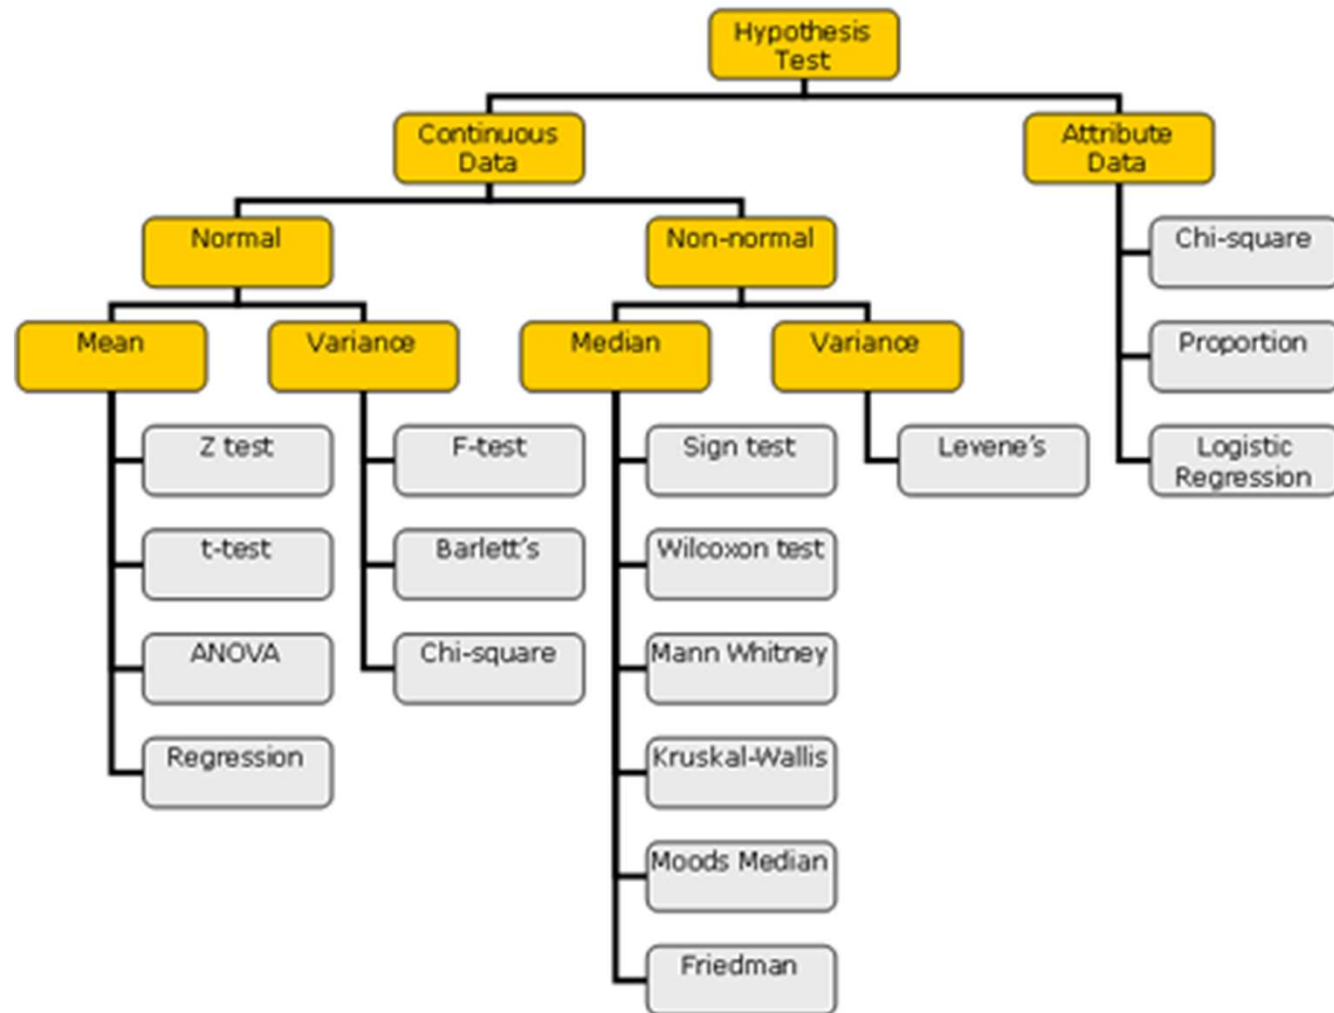 Hypothesis
Test
Continuous
Data
Attribute
Data
Normal
Non-normal
Chi-square
Mean
Variance
Median
Variance
Proportion
Z test
F-test
Sign test
Levene’s
Logistic
Regression
t-test
Barlett’s
Wilcoxon test
ANOVA
Chi-square
Mann Whitney
Regression
Kruskal-Wallis
Moods Median
Friedman